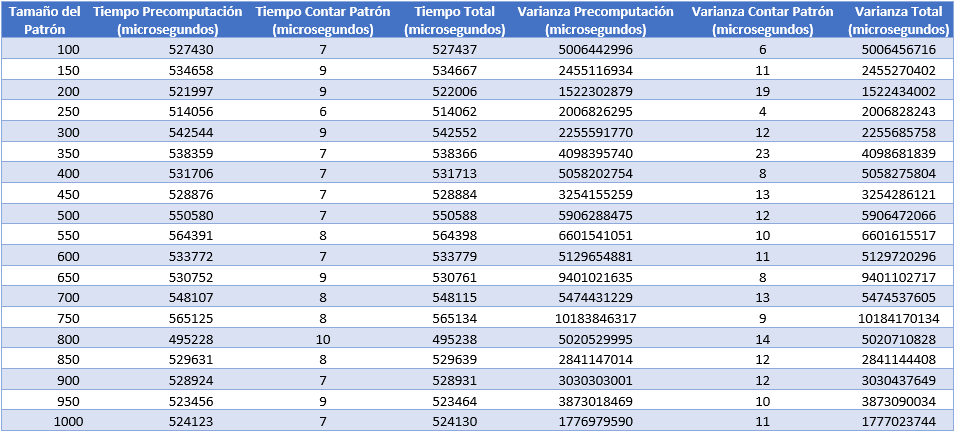 Tamaño del Patrón Tiempo Precomputación (microsegundos) Tiempo Contar Patrón (microsegundos) Tiempo Total (microsegundos) Varianza Precomputación (microsegundos) Varianza Contar Patrón (microsegundos) Varianza Total (microsegundos)
100 527430 7 527437 5006442996 6 5006456716
150 534658 9 534667 2455116934 11 2455270402
200 521997 9 522006 1522302879 19 1522434002
250 514056 6 514062 2006826295 4 2006828243
300 542544 9 542552 2255591770 12 2255685758
350 538359 7 538366 4098395740 23 4098681839
400 531706 7 531713 5058202754 8 5058275804
450 528876 7 528884 3254155259 13 3254286121
500 550580 7 550588 5906288475 12 5906472066
550 564391 8 564398 6601541051 10 6601615517
600 533772 7 533779 5129654881 11 5129720296
650 530752 9 530761 9401021635 8 9401102717
700 548107 8 548115 5474431229 13 5474537605
750 565125 8 565134 10183846317 9 10184170134
800 495228 10 495238 5020529995 14 5020710828
850 529631 8 529639 2841147014 12 2841144408
900 528924 7 528931 3030303001 12 3030437649
950 523456 9 523464 3873018469 10 3873090034
1000 524123 7 524130 1776979590 11 1777023744